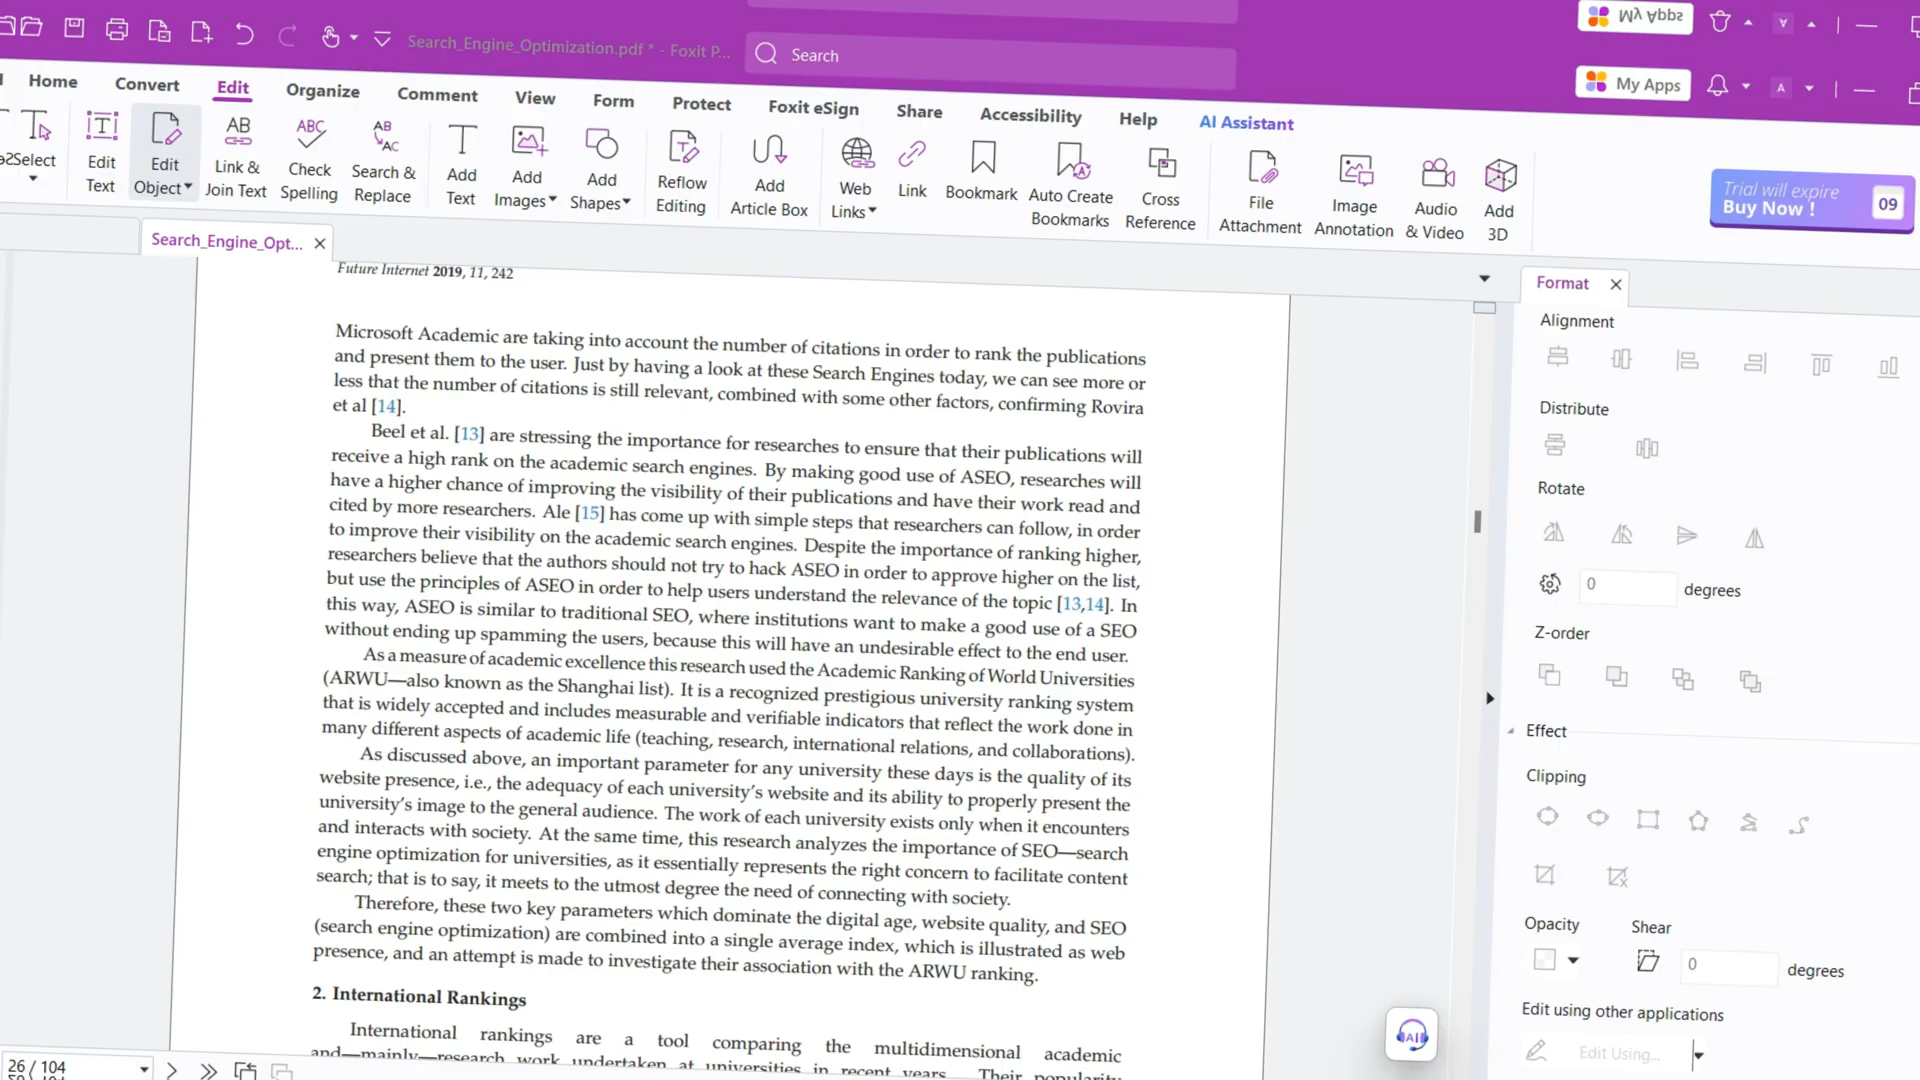 My Apps
Search_Engine_Optimization.pdf * - Foxit P...
Search
My Apps
A
Home
Convert
Edit
Organize
Comment
View
Form
Protect
Foxit eSign
Share
Accessibility
Help
AI Assistant
Select
Edit Text
Edit Object
Link & Join Text
Check Spelling
Search & Replace
Add Text
Add Images
Add Shapes
Reflow Editing
Add Article Box
Web Links
Link
Bookmark
Auto Create Bookmarks
Cross Reference
File Attachment
Image Annotation
Audio & Video
Add 3D
Trial will expire
Buy Now !
09
Search_Engine_Opt...
Future Internet 2019, 11, 242
Microsoft Academic are taking into account the number of citations in order to rank the publications
and present them to the user. Just by having a look at these Search Engines today, we can see more or
less that the number of citations is still relevant, combined with some other factors, confirming Rovira
et al [14].
Beel et al. [13] are stressing the importance for researches to ensure that their publications will
receive a high rank on the academic search engines. By making good use of ASEO, researches will
have a higher chance of improving the visibility of their publications and have their work read and
cited by more researchers. Ale [15] has come up with simple steps that researchers can follow, in order
to improve their visibility on the academic search engines. Despite the importance of ranking higher,
researchers believe that the authors should not try to hack ASEO in order to approve higher on the list,
but use the principles of ASEO in order to help users understand the relevance of the topic [13,14]. In
this way, ASEO is similar to traditional SEO, where institutions want to make a good use of a SEO
without ending up spamming the users, because this will have an undesirable effect to the end user.
As a measure of academic excellence this research used the Academic Ranking of World Universities
(ARWU—also known as the Shanghai list). It is a recognized prestigious university ranking system
that is widely accepted and includes measurable and verifiable indicators that reflect the work done in
many different aspects of academic life (teaching, research, international relations, and collaborations).
As discussed above, an important parameter for any university these days is the quality of its
website presence, i.e., the adequacy of each university's website and its ability to properly present the
university's image to the general audience. The work of each university exists only when it encounters
and interacts with society. At the same time, this research analyzes the importance of SEO—search
engine optimization for universities, as it essentially represents the right concern to facilitate content
search; that is to say, it meets to the utmost degree the need of connecting with society.
Therefore, these two key parameters which dominate the digital age, website quality, and SEO
(search engine optimization) are combined into a single average index, which is illustrated as web
presence, and an attempt is made to investigate their association with the ARWU ranking.
2. International Rankings
International rankings are a tool comparing the multidimensional academic
and—mainly—research work undertaken at universities in recent years. Their popularity
Format
Alignment
Distribute
Rotate
0
degrees
Z-order
Effect
Clipping
Opacity
Shear
0
degrees
Edit using other applications
Edit Using...
AI
26 / 104